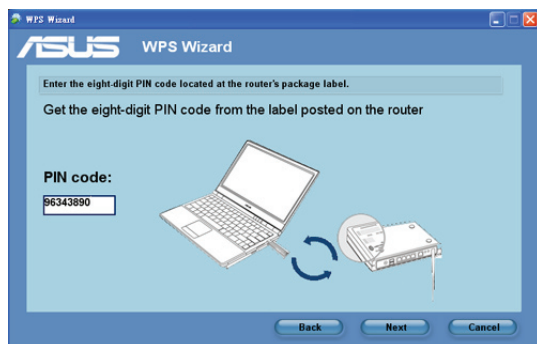 WPS Wizard
ASUS WPS Wizard
Enter the eight-digit PIN code located at the router's package label.
Get the eight-digit PIN code from the label posted on the router
PIN code:
96343890
Back Next Cancel